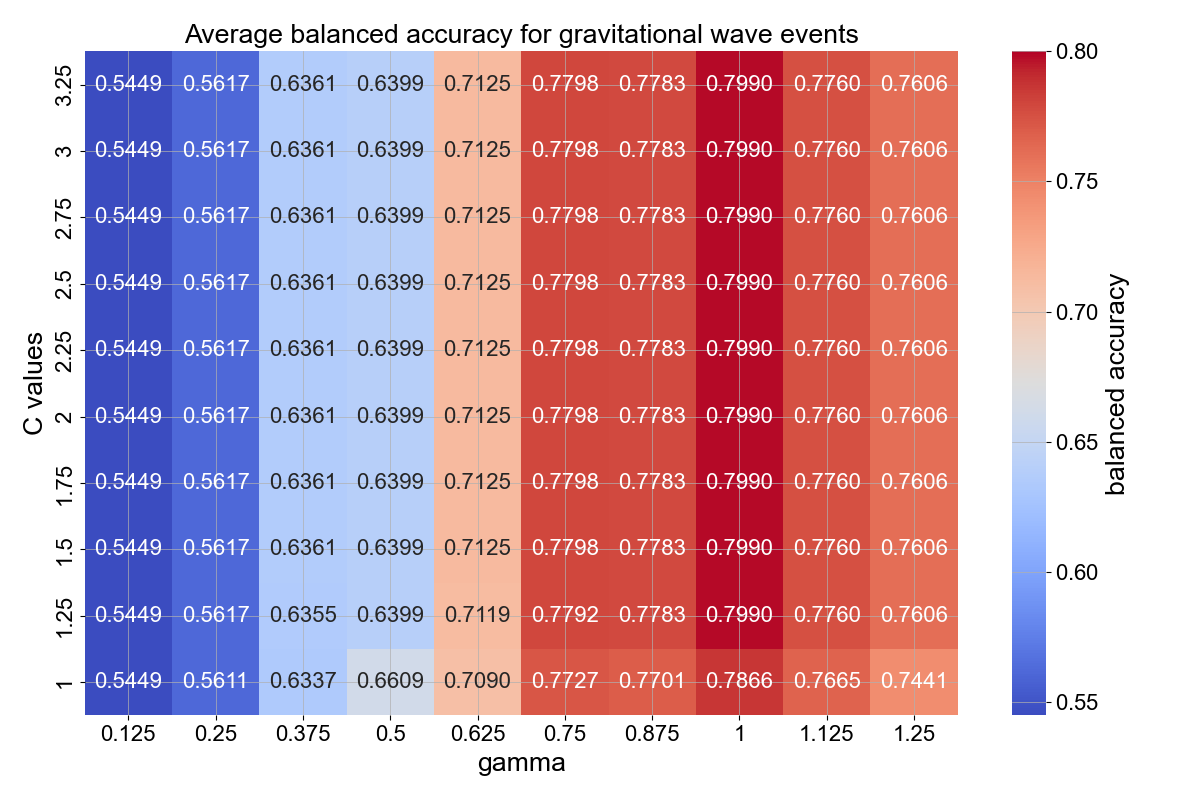 Average balanced accuracy for gravitational wave events
3.25 0.5449 0.5617 0.6361 0.6399 0.7125 0.7798 0.7783 0.7990 0.7760 0.7606
3 0.5449 0.5617 0.6361 0.6399 0.7125 0.7798 0.7783 0.7990 0.7760 0.7606
2.75 0.5449 0.5617 0.6361 0.6399 0.7125 0.7798 0.7783 0.7990 0.7760 0.7606
2.5 0.5449 0.5617 0.6361 0.6399 0.7125 0.7798 0.7783 0.7990 0.7760 0.7606
2.25 0.5449 0.5617 0.6361 0.6399 0.7125 0.7798 0.7783 0.7990 0.7760 0.7606
2 0.5449 0.5617 0.6361 0.6399 0.7125 0.7798 0.7783 0.7990 0.7760 0.7606
1.75 0.5449 0.5617 0.6361 0.6399 0.7125 0.7798 0.7783 0.7990 0.7760 0.7606
1.5 0.5449 0.5617 0.6361 0.6399 0.7125 0.7798 0.7783 0.7990 0.7760 0.7606
1.25 0.5449 0.5617 0.6355 0.6399 0.7119 0.7792 0.7783 0.7990 0.7760 0.7606
1 0.5449 0.5611 0.6337 0.6609 0.7090 0.7727 0.7701 0.7866 0.7665 0.7441
0.125 0.25 0.375 0.5 0.625 0.75 0.875 1 1.125 1.25
gamma
C values
0.80
0.75
0.70
0.65
0.60
0.55
balanced accuracy